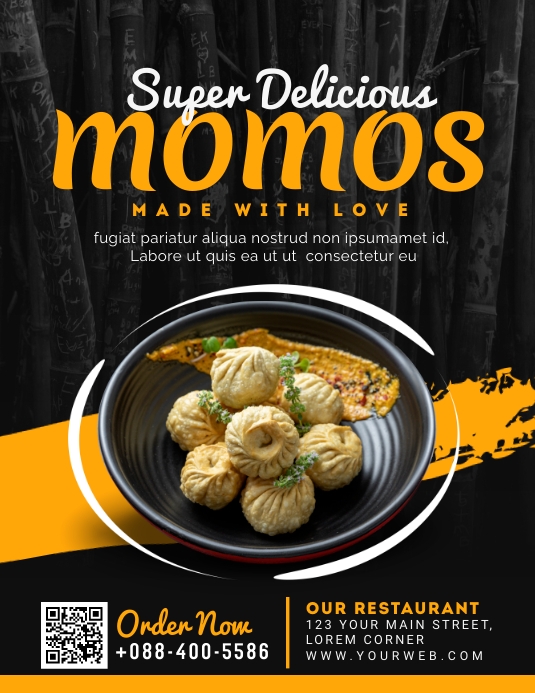 Super Delicious
momos
MADE WITH LOVE
fugiat pariatur aliqua nostrud non ipsumamet id,
Labore ut quis ea ut ut consectetur eu
Order Now
+088-400-5586
OUR RESTAURANT
123 YOUR MAIN STREET,
LOREM CORNER
WWW.YOURWEB.COM